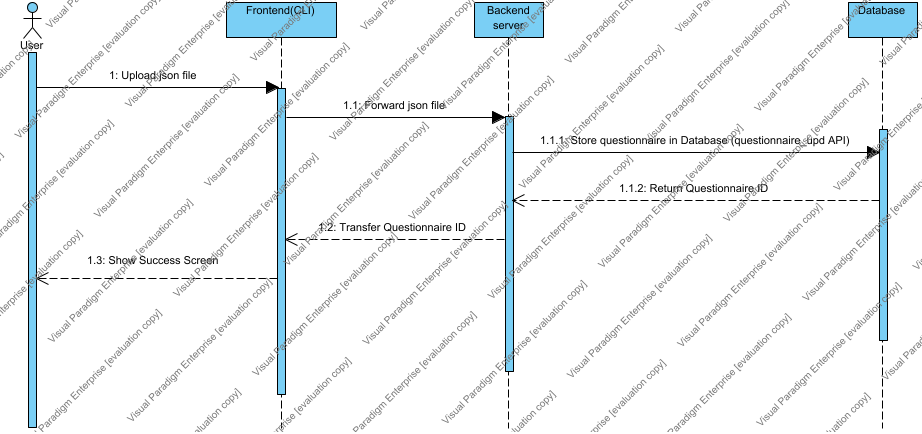 Frontend(CLI)
Backend
server
Database
User
1: Upload json file
1.1: Forward json file
1.1.1: Store questionnaire in Database (questionnaire_upd API)
1.1.2: Return Questionnaire ID
1.2: Transfer Questionnaire ID
1.3: Show Success Screen
Visual Paradigm Enterprise [evaluation copy]